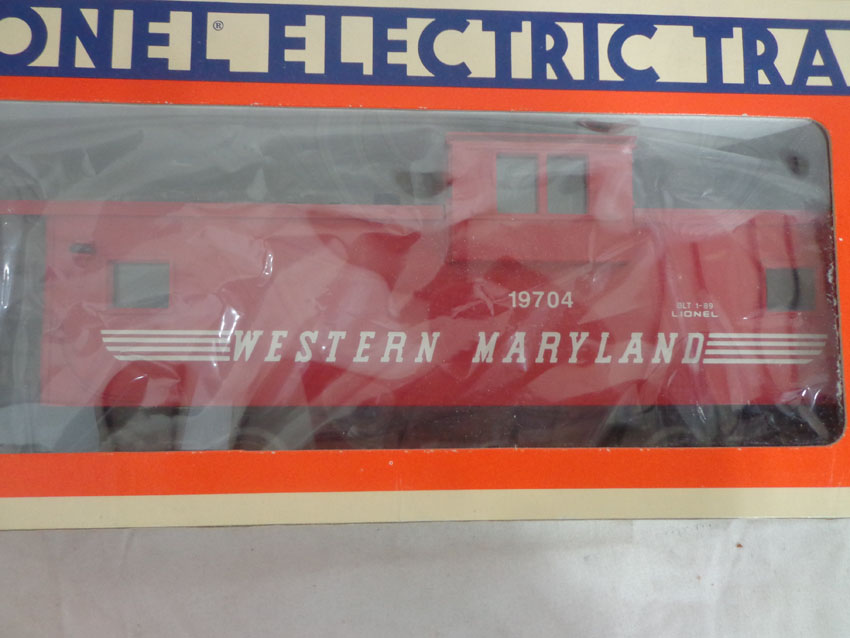 ONEL® ELECTRIC TRA
19704
BLT 1-89
LIONEL
WESTERN MARYLAND